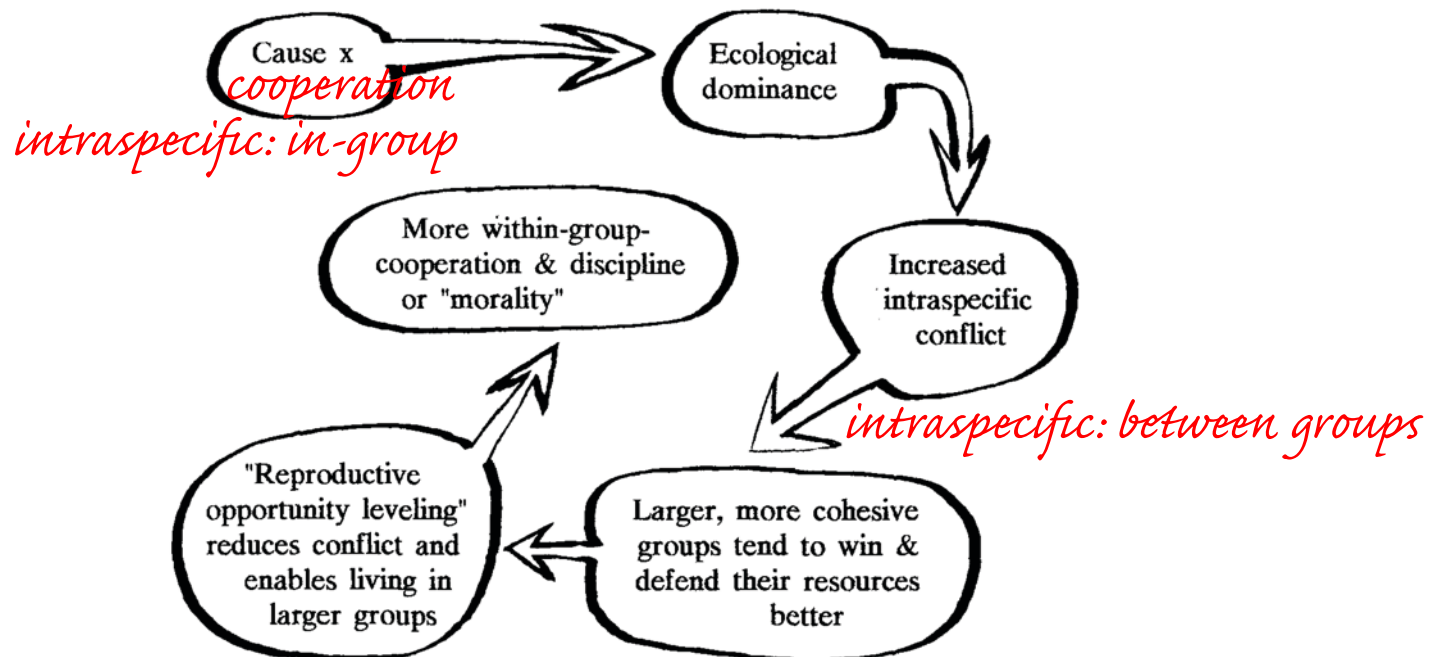 Cause x
cooperation
intraspecific: in-group
Ecological
dominance
Increased
intraspecific
conflict
intraspecific: between groups
Larger, more cohesive
groups tend to win &
defend their resources
better
"Reproductive
opportunity leveling"
reduces conflict and
enables living in
larger groups
More within-group-
cooperation & discipline
or "morality"